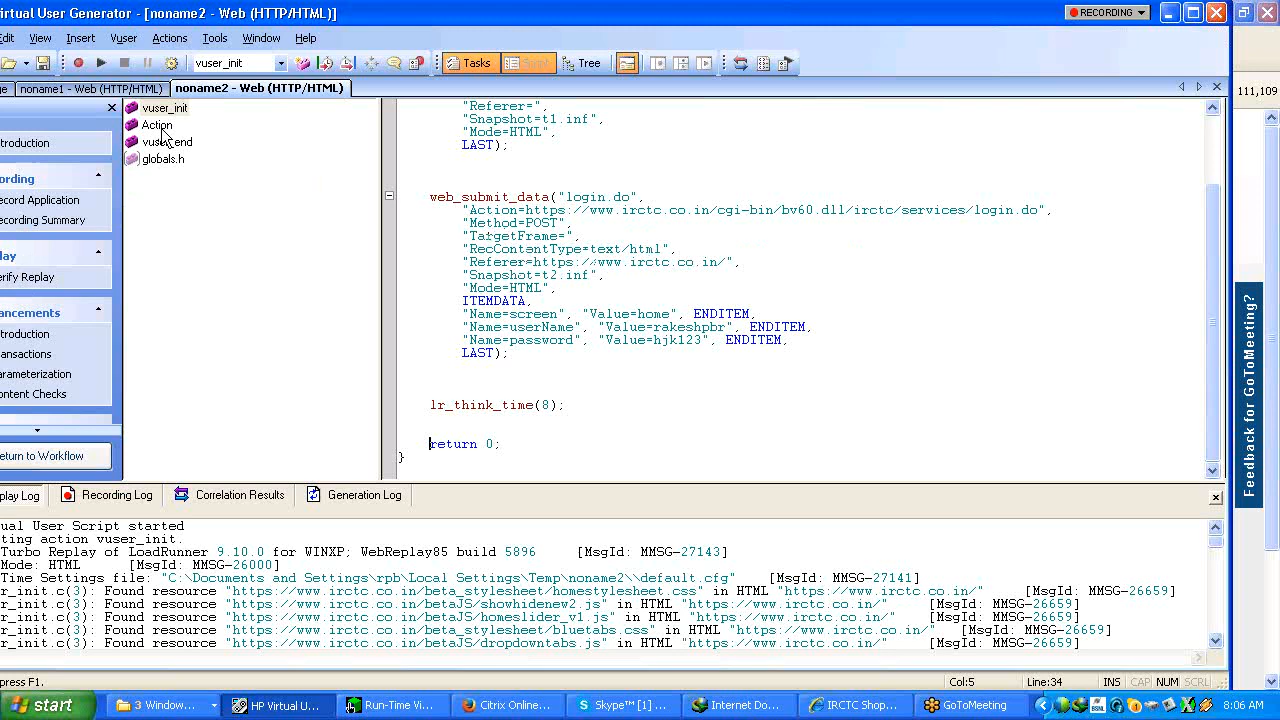 irtual User Generator - [noname2 - Web (HTTP/HTML)]
RECORDING
Edit View Insert Vuser Actions Tools Window Help
vuser_init
Tasks
Script
Tree
ge noname1 - Web (HTTP/HTML) noname2 - Web (HTTP/HTML)
111,109
vuser_init
Action
vuser_end
globals.h
troduction
ording
ecord Application
ecording Summary
lay
erify Replay
ancements
troduction
ansactions
arameterization
ontent Checks
eturn to Workflow
"Referer=",
"Snapshot=t1.inf",
"Mode=HTML",
LAST);
web_submit_data("login.do",
"Action=https://www.irctc.co.in/cgi-bin/bv60.dll/irctc/services/login.do",
"Method=POST",
"TargetFrame=",
"RecContentType=text/html",
"Referer=https://www.irctc.co.in/",
"Snapshot=t2.inf",
"Mode=HTML",
ITEMDATA,
"Name=screen", "Value=home", ENDITEM,
"Name=userName", "Value=rakeshpbr", ENDITEM,
"Name=password", "Value=hjk123", ENDITEM,
LAST);
lr_think_time(8);
return 0;
}
Feedback for GoToMeeting?
play Log Recording Log Correlation Results Generation Log
tual User Script started
ting action vuser_init.
Turbo Replay of LoadRunner 9.10.0 for WINXP; WebReplay85 build 5886 [MsgId: MMSG-27143]
Mode: HTML [MsgId: MMSG-26000]
Time Settings file: "C:\Documents and Settings\rpb\Local Settings\Temp\noname2\\default.cfg" [MsgId: MMSG-27141]
r_init.c(3): Found resource "https://www.irctc.co.in/beta_stylesheet/homestylesheet.css" in HTML "https://www.irctc.co.in/" [MsgId: MMSG-26659]
r_init.c(3): Found resource "https://www.irctc.co.in/betaJS/showhidenew2.js" in HTML "https://www.irctc.co.in/" [MsgId: MMSG-26659]
r_init.c(3): Found resource "https://www.irctc.co.in/betaJS/homeslider_v1.js" in HTML "https://www.irctc.co.in/" [MsgId: MMSG-26659]
r_init.c(3): Found resource "https://www.irctc.co.in/beta_stylesheet/bluetabs.css" in HTML "https://www.irctc.co.in/" [MsgId: MMSG-26659]
r_init.c(3): Found resource "https://www.irctc.co.in/betaJS/dropdowntabs.js" in HTML "https://www.irctc.co.in/" [MsgId: MMSG-26659]
press F1.
Col:5 Line:34 INS CAP NUM SCRL
start 3 Window... HP Virtual U... Run-Time Vi... Citrix Online... Skype™ [1] ... Internet Do... IRCTC Shop... GoToMeeting 8:06 AM